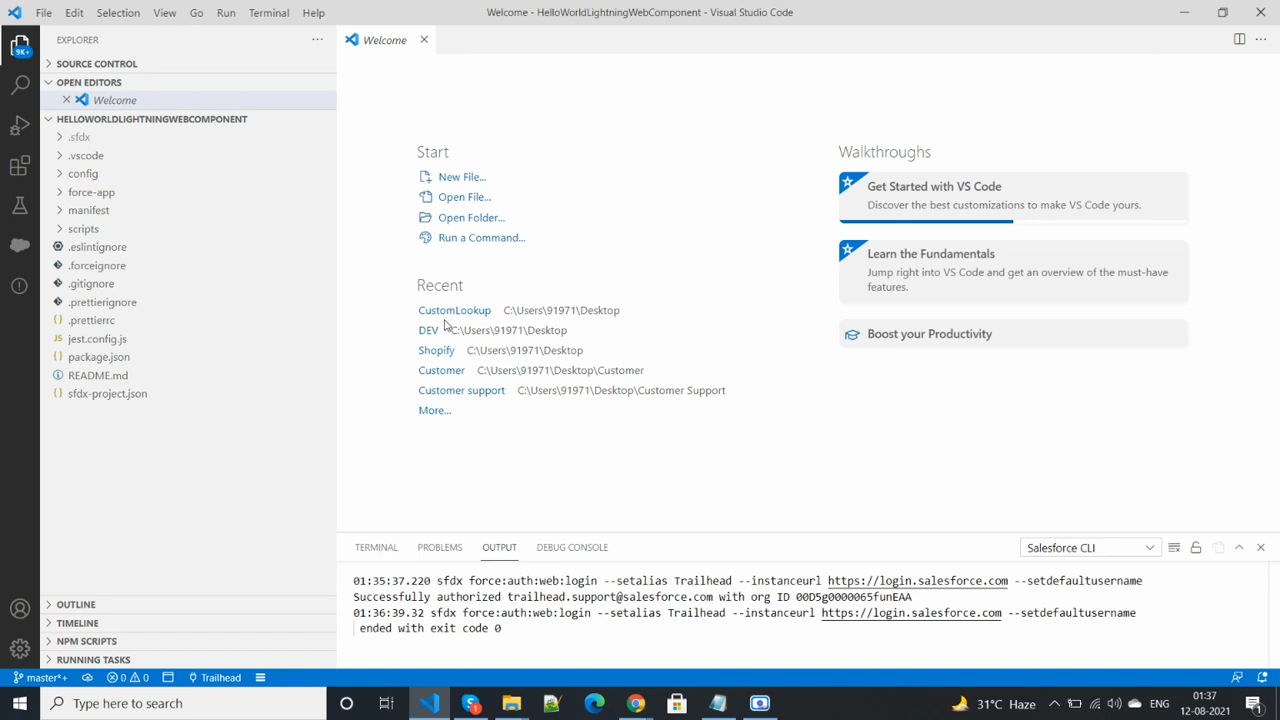 File Edit Selection View Go Run Terminal Help
Welcome - HelloWorldLightningWebComponent - Visual Studio Code
EXPLORER
9K+
SOURCE CONTROL
OPEN EDITORS
Welcome
HELLOWORLDLIGHTNINGWEBCOMPONENT
.sfdx
.vscode
config
force-app
manifest
scripts
.eslintignore
.forceignore
.gitignore
.prettierignore
.prettierrc
jest.config.js
package.json
README.md
sfdx-project.json
OUTLINE
TIMELINE
NPM SCRIPTS
RUNNING TASKS
Welcome
Start
New File...
Open File...
Open Folder...
Run a Command...
Recent
CustomLookup C:\Users\91971\Desktop
DEV C:\Users\91971\Desktop
Shopify C:\Users\91971\Desktop
Customer C:\Users\91971\Desktop\Customer
Customer support C:\Users\91971\Desktop\Customer Support
More...
Walkthroughs
Get Started with VS Code
Discover the best customizations to make VS Code yours.
Learn the Fundamentals
Jump right into VS Code and get an overview of the must-have
features.
Boost your Productivity
TERMINAL PROBLEMS OUTPUT DEBUG CONSOLE
Salesforce CLI
01:35:37.220 sfdx force:auth:web:login --setalias Trailhead --instanceurl https://login.salesforce.com --setdefaultusername
Successfully authorized trailhead.support@salesforce.com with org ID 00D5g0000065funEAA
01:36:39.32 sfdx force:auth:web:login --setalias Trailhead --instanceurl https://login.salesforce.com --setdefaultusername
ended with exit code 0
master*+ 0 0 Trailhead
Type here to search
31°C Haze
ENG
01:37
12-08-2021
1